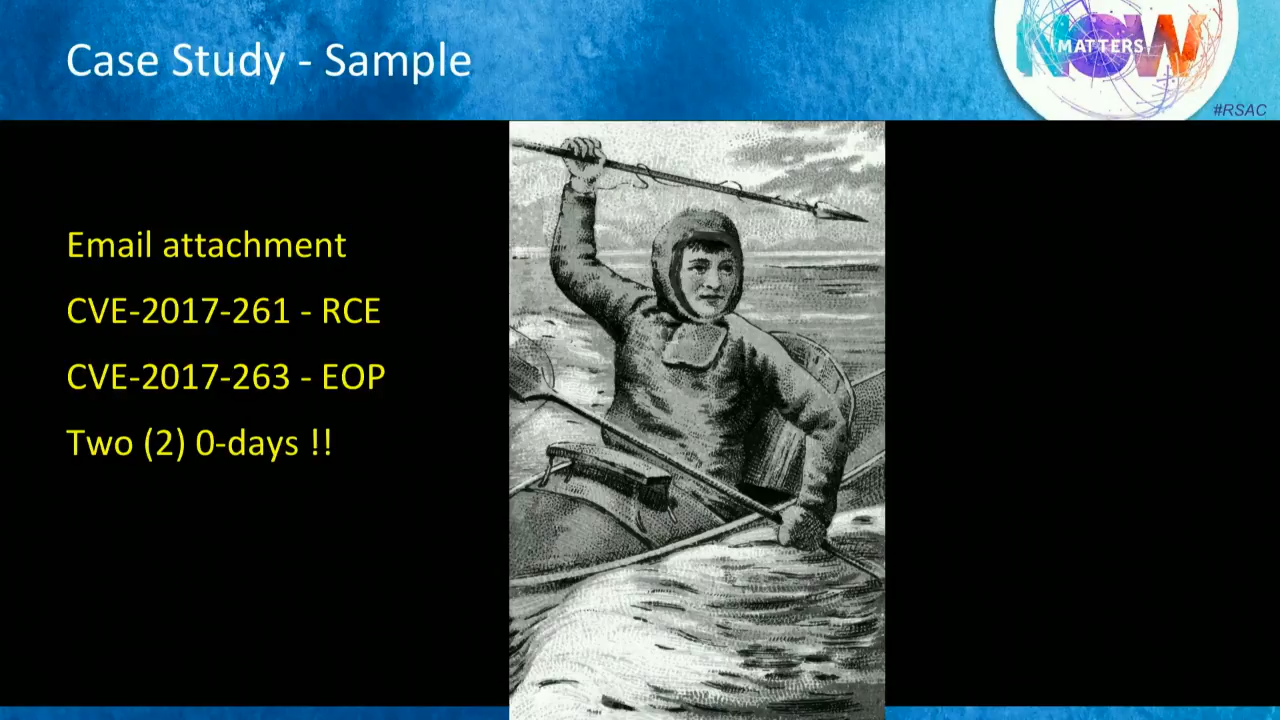 Case Study - Sample
NOW
MATTERS
#RSAC
Email attachment
CVE-2017-261 - RCE
CVE-2017-263 - EOP
Two (2) 0-days !!